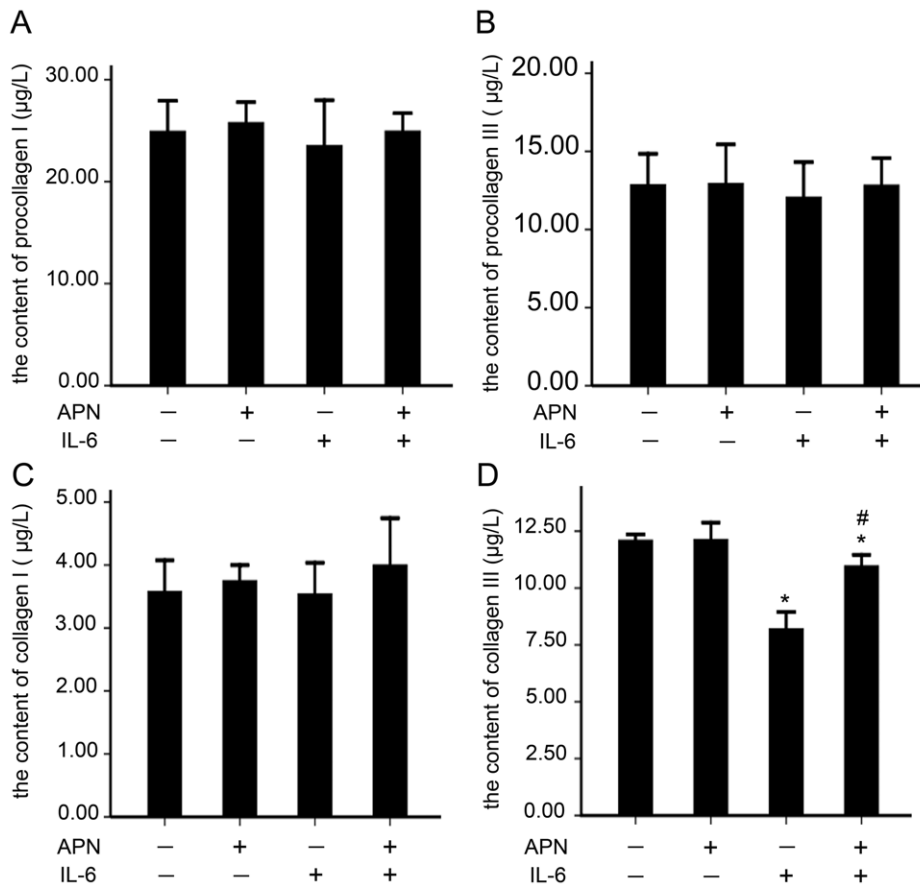 A
the content of procollagen I (μg/L)
30.00
20.00
10.00
0.00
APN − + − +
IL-6 − − + +
B
the content of procollagen III ( μg/L)
20.00
15.00
10.00
5.00
0.00
APN − + − +
IL-6 − − + +
C
the content of collagen I ( μg/L)
5.00
4.00
3.00
2.00
1.00
0.00
APN − + − +
IL-6 − − + +
D
the content of collagen III (μg/L)
12.50
10.00
7.50
5.00
2.50
0.00
#
*
*
APN − + − +
IL-6 − − + +